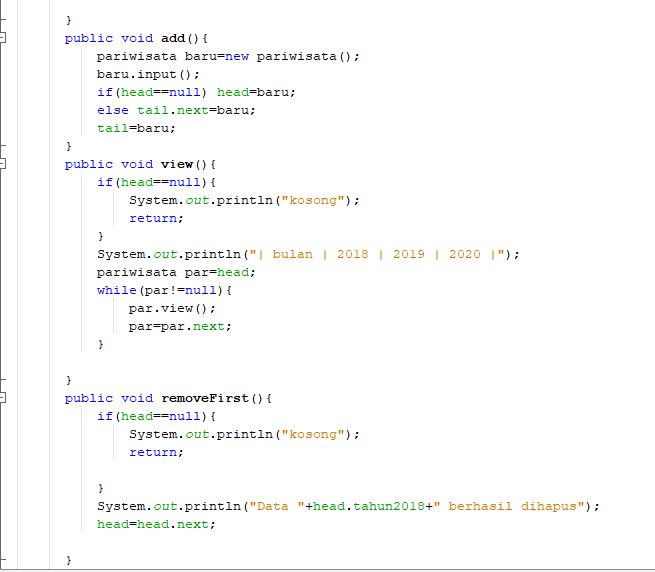 }
public void add(){
pariwisata baru=new pariwisata();
baru.input();
if(head==null) head=baru;
else tail.next=baru;
tail=baru;
}
public void view(){
if(head==null){
System.out.println("kosong");
return;
}
System.out.println("| bulan | 2018 | 2019 | 2020 |");
pariwisata par=head;
while(par!=null){
par.view();
par=par.next;
}
}
public void removeFirst(){
if(head==null){
System.out.println("kosong");
return;
}
System.out.println("Data "+head.tahun2018+" berhasil dihapus");
head=head.next;
}